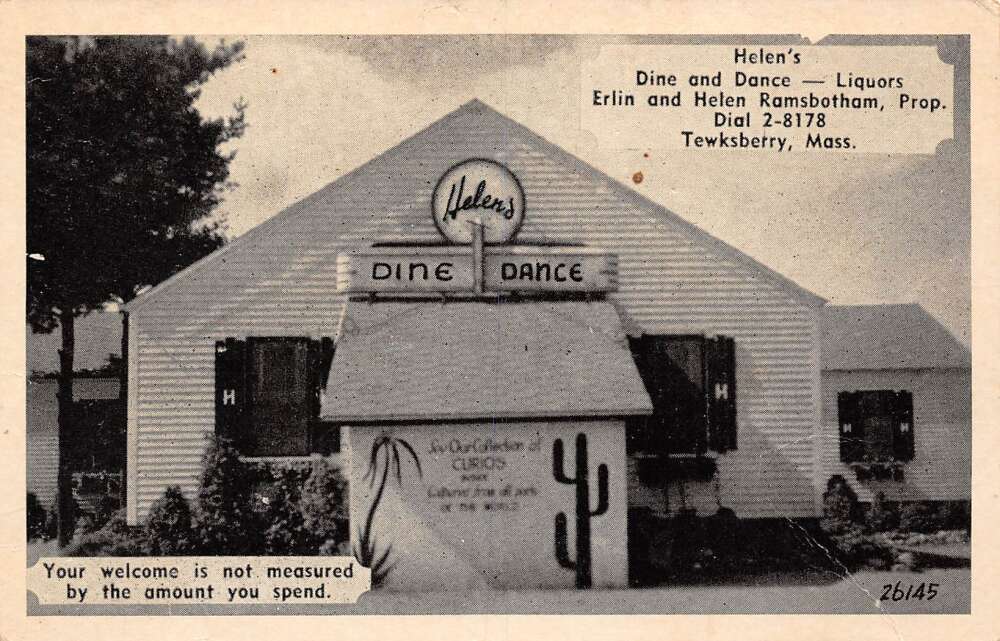 Helen's
Dine and Dance — Liquors
Erlin and Helen Ramsbotham, Prop.
Dial 2-8178
Tewksberry, Mass.
Helen's
DINE DANCE
H
H
H
H
See Our Collection of
CURIOS
Gathered from all parts
OF THE WORLD
Your welcome is not measured
by the amount you spend.
26145